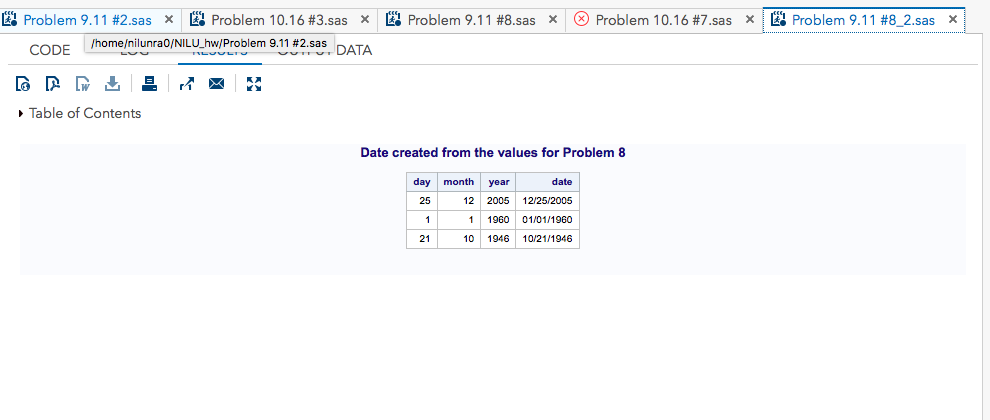 Problem 9.11 #2.sas × Problem 10.16 #3.sas × Problem 9.11 #8.sas × Problem 10.16 #7.sas × Problem 9.11 #8_2.sas ×
CODE LOG RESULTS OUTPUT DATA
/home/nilunra0/NILU_hw/Problem 9.11 #2.sas
Table of Contents
Date created from the values for Problem 8
day month year date
25 12 2005 12/25/2005
1 1 1960 01/01/1960
21 10 1946 10/21/1946